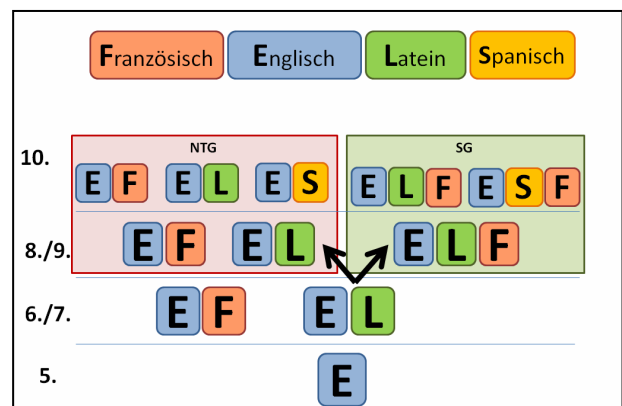 Französisch Englisch Latein Spanisch
NTG SG
10.
E F E L E S E L F E S F
8./9. E F E L E L F
6./7. E F E L
5. E